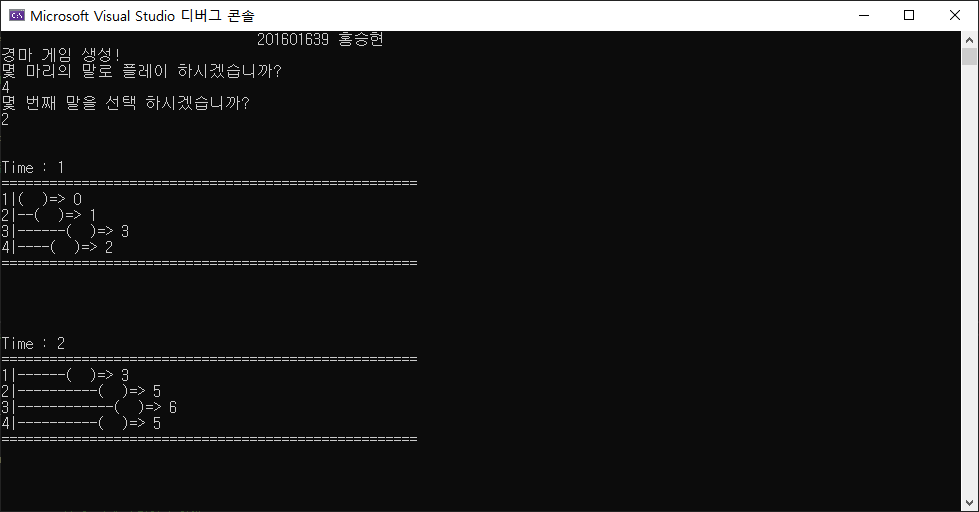 Microsoft Visual Studio 디버그 콘솔
201601639 홍승현
경마 게임 생성!
몇 마리의 말로 플레이 하시겠습니까?
4
몇 번째 말을 선택 하시겠습니까?
2
Time : 1
====================================================
1|(  )=> 0
2|--(  )=> 1
3|------(  )=> 3
4|----(  )=> 2
====================================================
Time : 2
====================================================
1|------(  )=> 3
2|----------(  )=> 5
3|------------(  )=> 6
4|----------(  )=> 5
====================================================